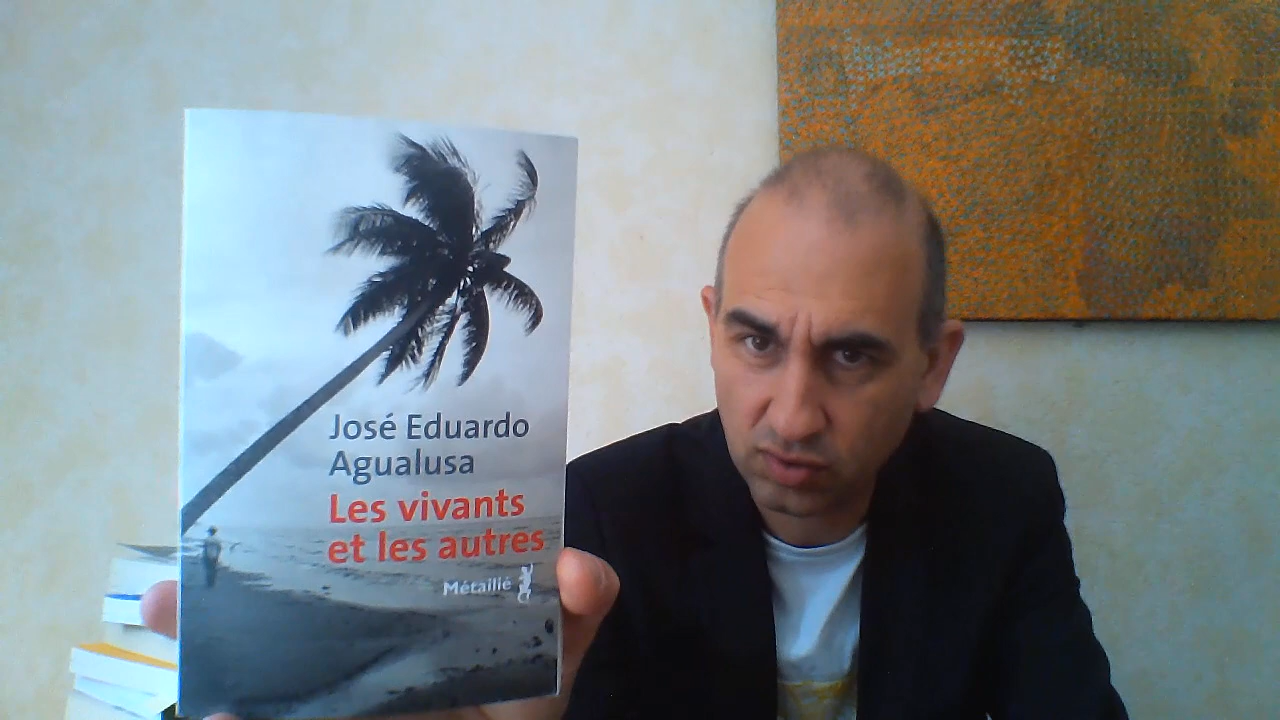 José Eduardo
Agualusa
Les vivants
et les autres
Métailié